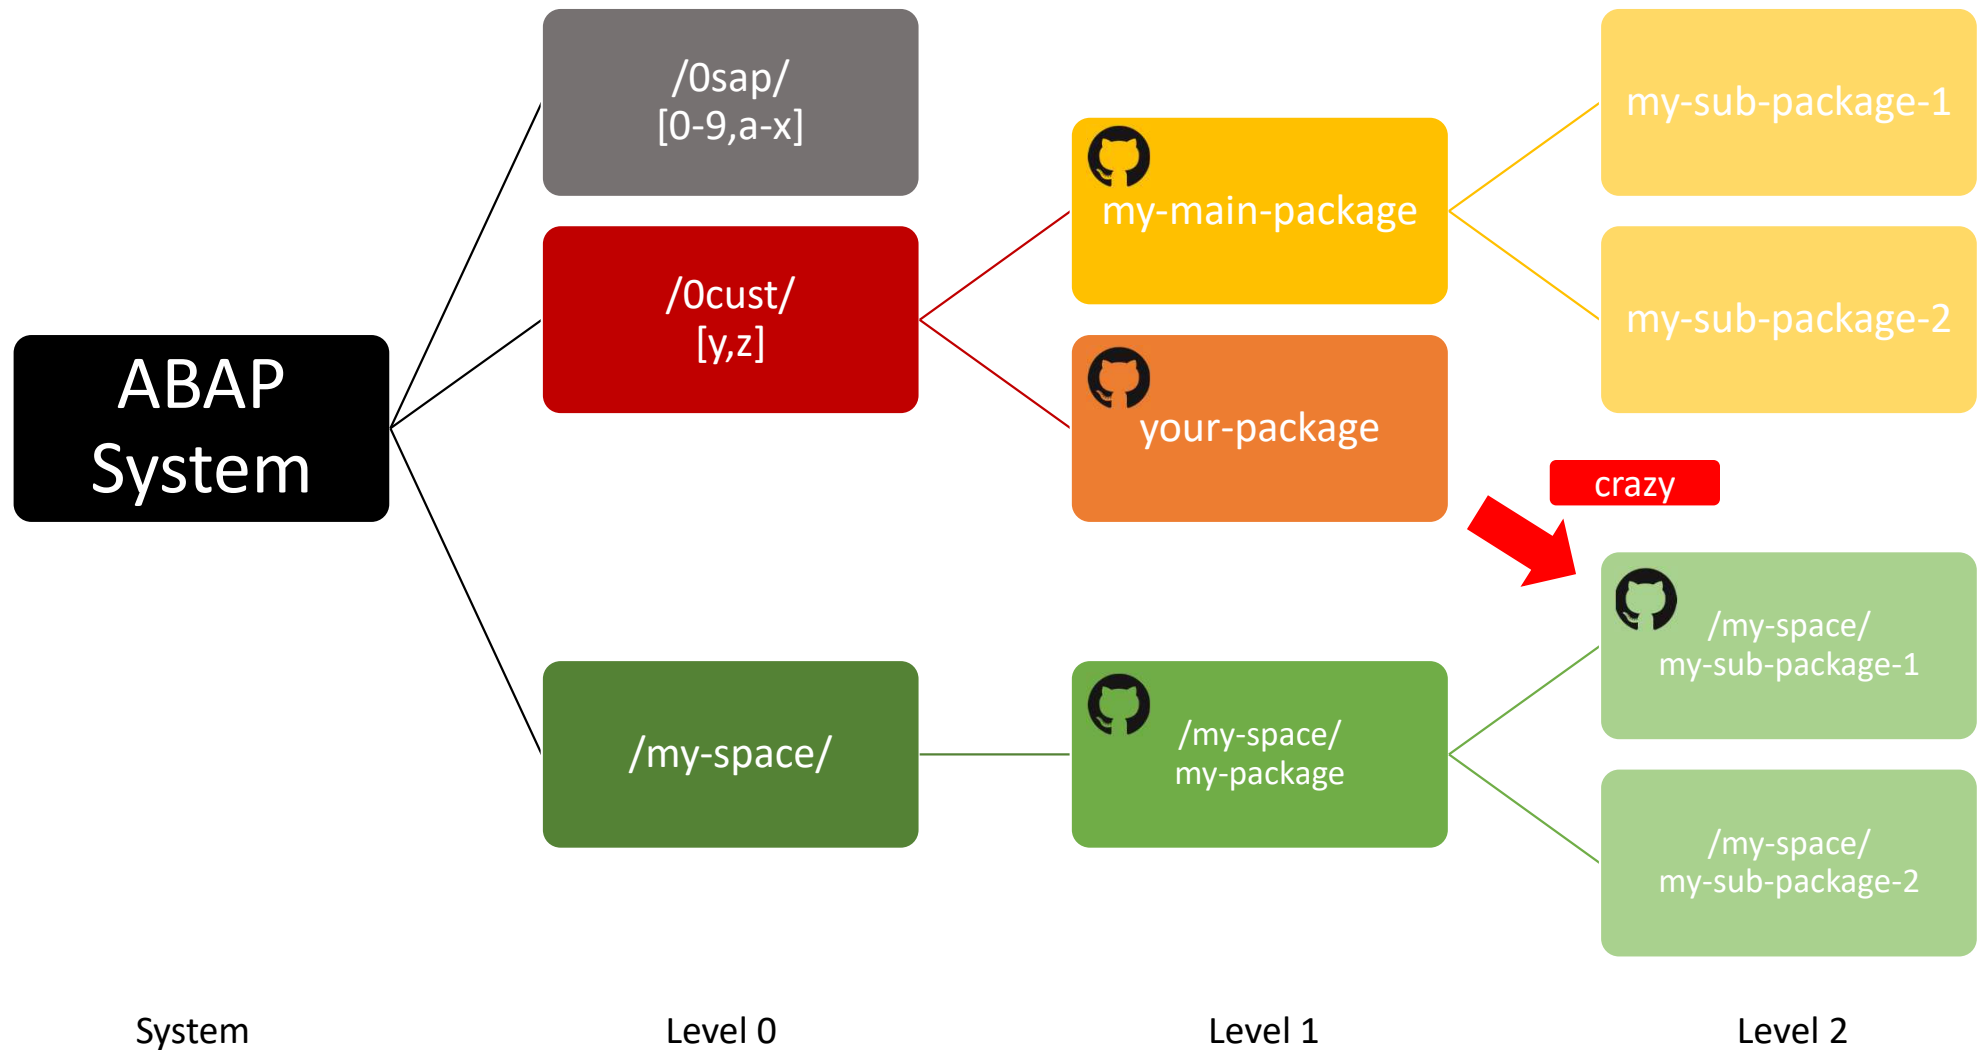 ABAP
System
/0sap/
[0-9,a-x]
/0cust/
[y,z]
/my-space/
my-main-package
your-package
/my-space/
my-package
my-sub-package-1
my-sub-package-2
crazy
/my-space/
my-sub-package-1
/my-space/
my-sub-package-2
System
Level 0
Level 1
Level 2